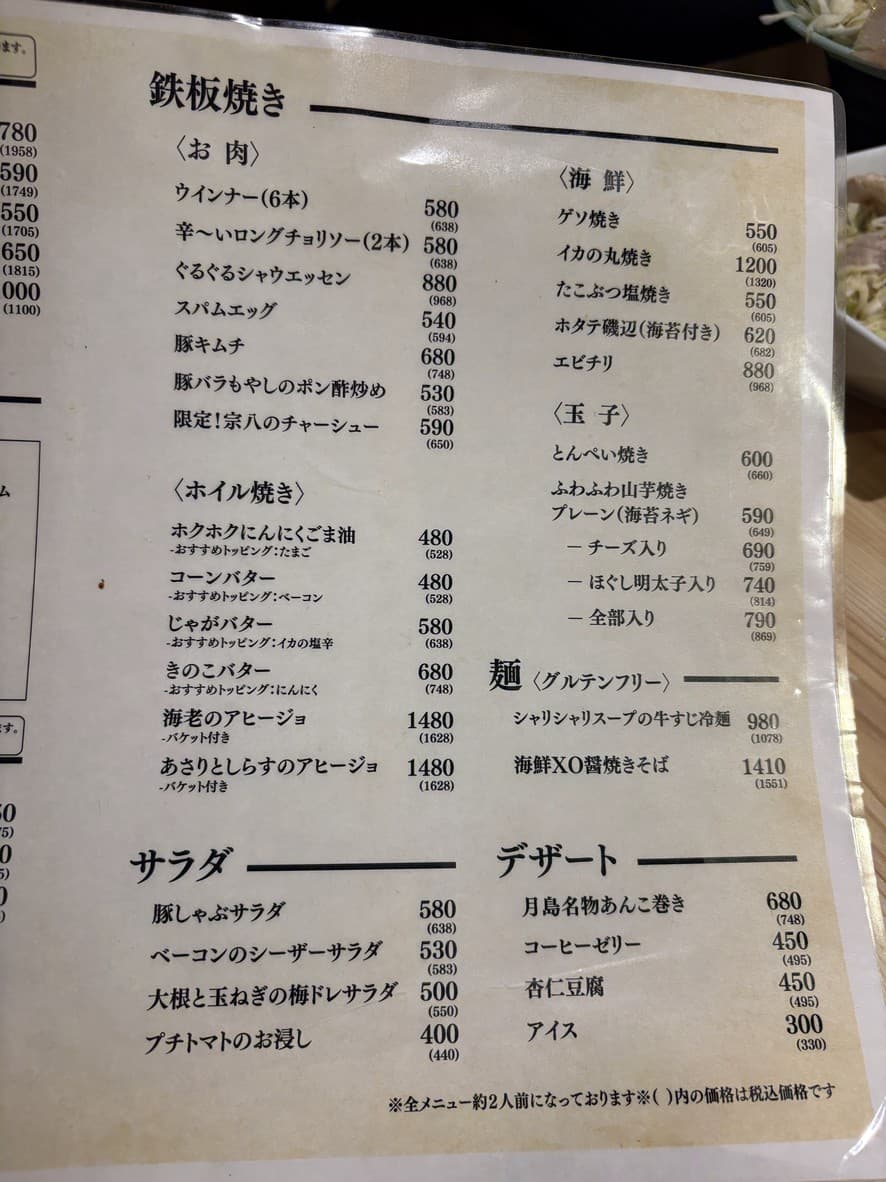 ます。
780
(1958)
590
(1749)
550
(1705)
650
(1815)
000
(1100)
ム
す。
鉄板焼き
〈お 肉〉
ウインナー(6本) 580
(638)
辛〜いロングチョリソー(2本) 580
(638)
ぐるぐるシャウエッセン 880
(968)
スパムエッグ 540
(594)
豚キムチ 680
(748)
豚バラもやしのポン酢炒め 530
(583)
限定!宗八のチャーシュー 590
(650)
〈ホイル焼き〉
ホクホクにんにくごま油 480
-おすすめトッピング:たまご (528)
コーンバター 480
-おすすめトッピング:ベーコン (528)
じゃがバター 580
-おすすめトッピング:イカの塩辛 (638)
きのこバター 680
-おすすめトッピング:にんにく (748)
海老のアヒージョ 1480
-バケット付き (1628)
あさりとしらすのアヒージョ 1480
-バケット付き (1628)
〈海 鮮〉
ゲソ焼き 550
(605)
イカの丸焼き 1200
(1320)
たこぶつ塩焼き 550
(605)
ホタテ磯辺(海苔付き) 620
(682)
エビチリ 880
(968)
〈玉 子〉
とんぺい焼き 600
(660)
ふわふわ山芋焼き
プレーン(海苔ネギ) 590
(649)
− チーズ入り 690
(759)
− ほぐし明太子入り 740
(814)
− 全部入り 790
(869)
麺〈グルテンフリー〉
シャリシャリスープの牛すじ冷麺 980
(1078)
海鮮XO醤焼きそば 1410
(1551)
サラダ
豚しゃぶサラダ 580
(638)
ベーコンのシーザーサラダ 530
(583)
大根と玉ねぎの梅ドレサラダ 500
(550)
プチトマトのお浸し 400
(440)
デザート
月島名物あんこ巻き 680
(748)
コーヒーゼリー 450
(495)
杏仁豆腐 450
(495)
アイス 300
(330)
※全メニュー約2人前になっております※( )内の価格は税込価格です